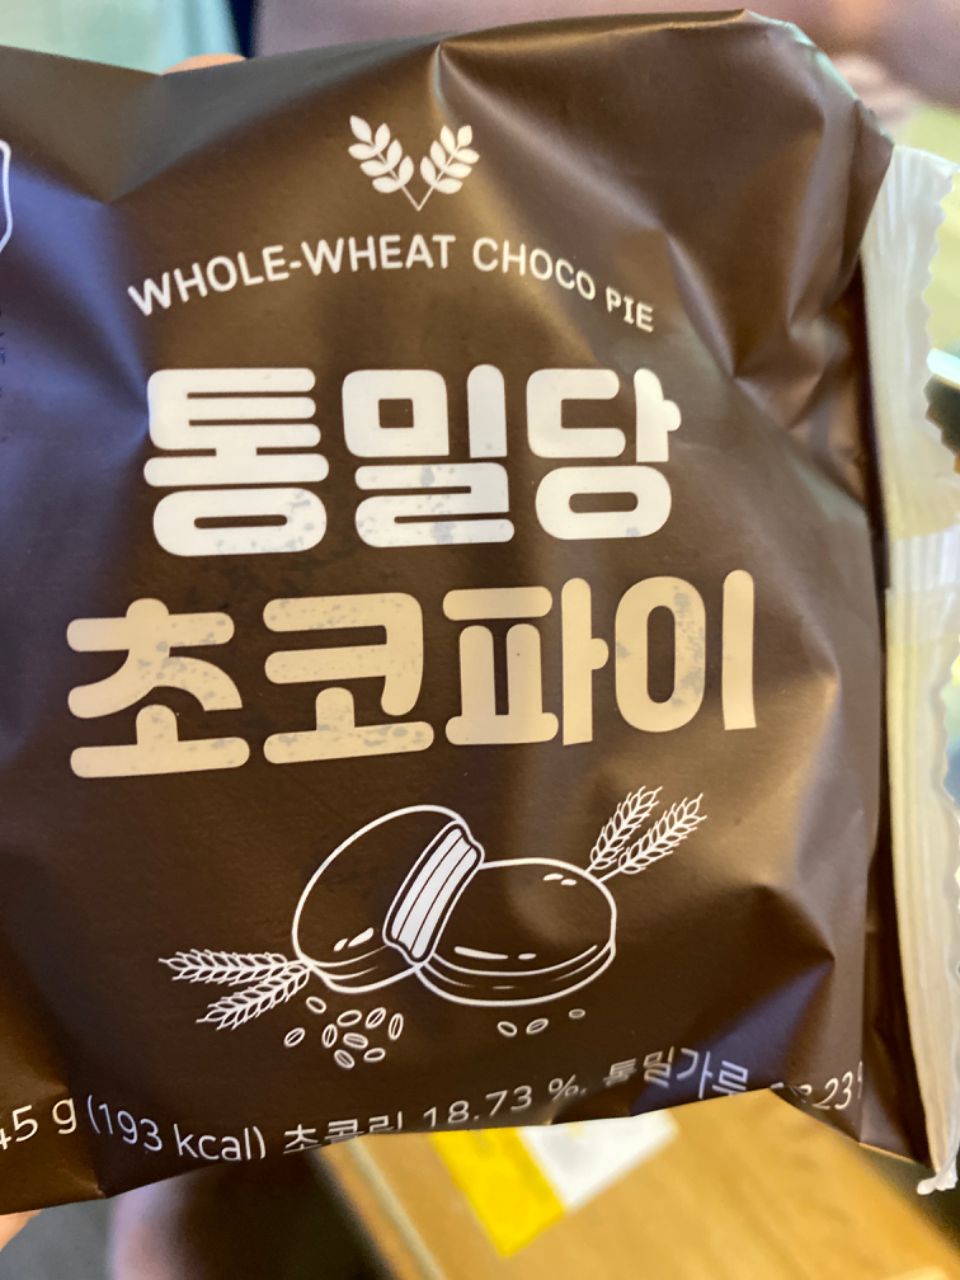 WHOLE-WHEAT CHOCO PIE
통밀당
초코파이
45 g (193 kcal) 초콜릿 18.73 %, 통밀가루